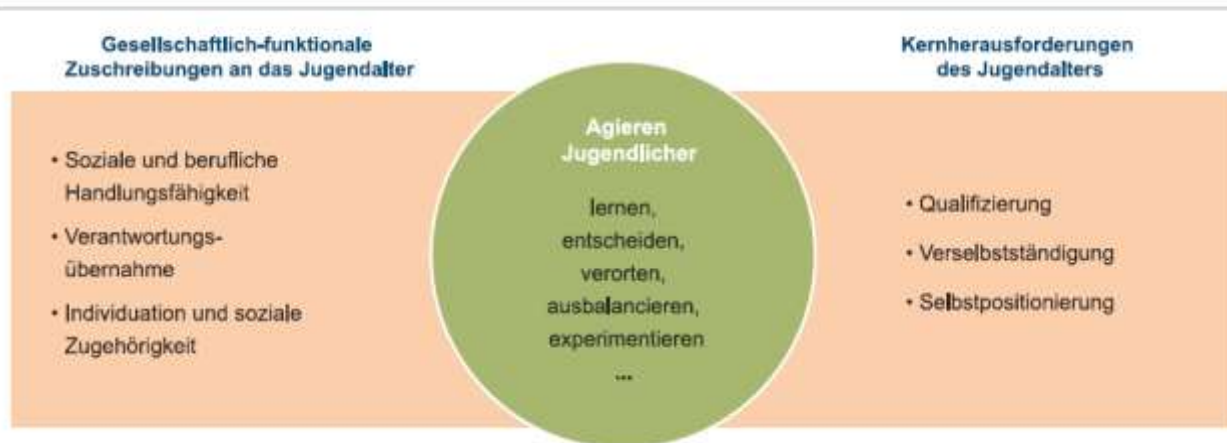 Gesellschaftlich-funktionale
Zuschreibungen an das Jugendalter
• Soziale und berufliche
Handlungsfähigkeit
• Verantwortungs-
übernahme
• Individuation und soziale
Zugehörigkeit
Agieren
Jugendlicher
lernen,
entscheiden,
verorten,
ausbalancieren,
experimentieren
...
Kernherausforderungen
des Jugendalters
• Qualifizierung
• Verselbstständigung
• Selbstpositionierung